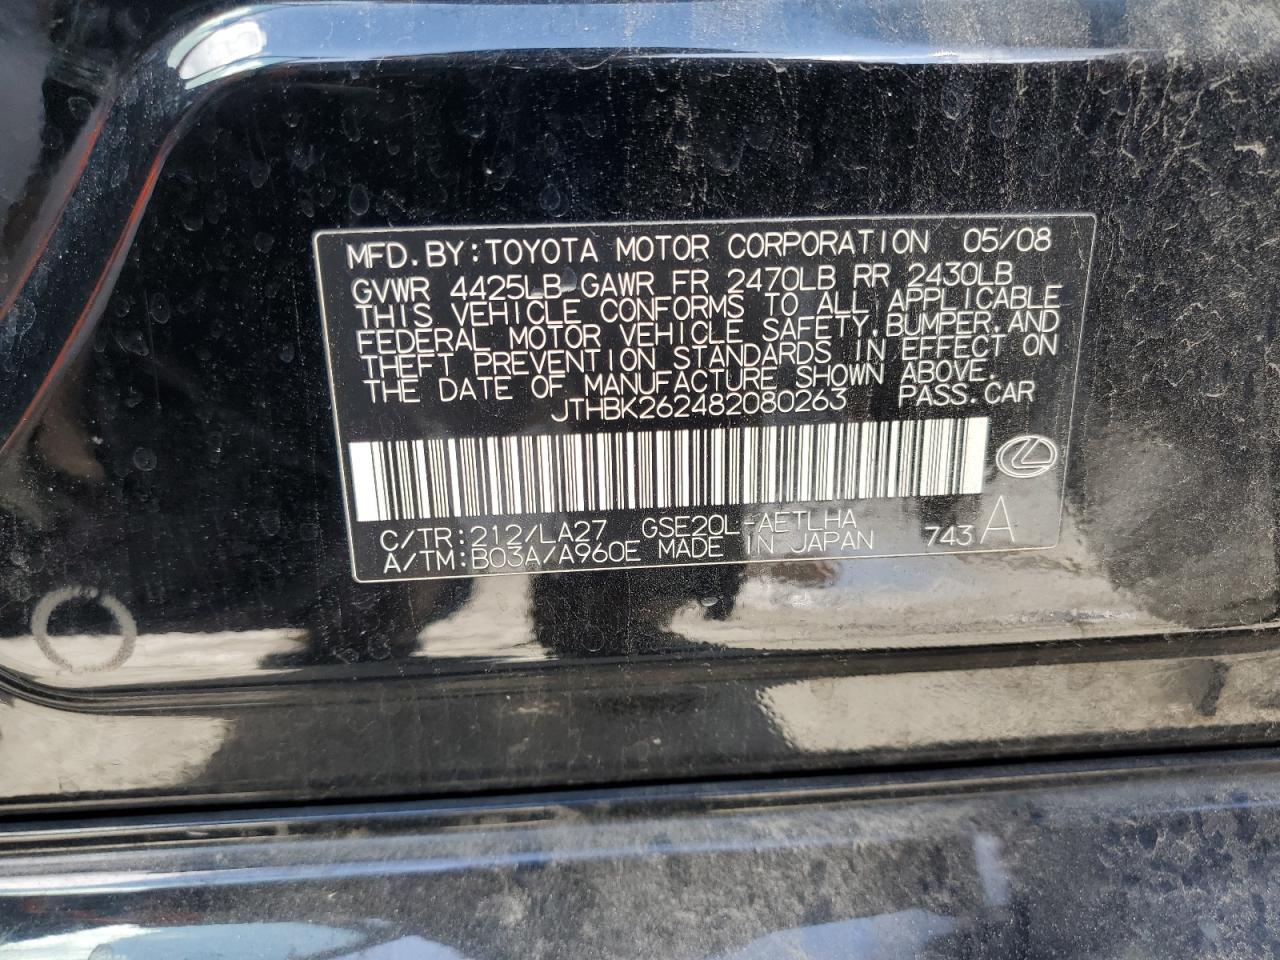 MFD.BY:TOYOTA MOTOR CORPORATION 05/08
GVWR 4425LB GAWR FR 2470LB RR 2430LB
THIS VEHICLE CONFORMS TO ALL APPLICABLE
FEDERAL MOTOR VEHICLE SAFETY,BUMPER,AND
THEFT PREVENTION STANDARDS IN EFFECT ON
THE DATE OF MANUFACTURE SHOWN ABOVE.
JTHBK262482080263 PASS.CAR
C/TR:212/LA27 GSE20L-AETLHA
A/TM:B03A/A960E MADE IN JAPAN 743 A